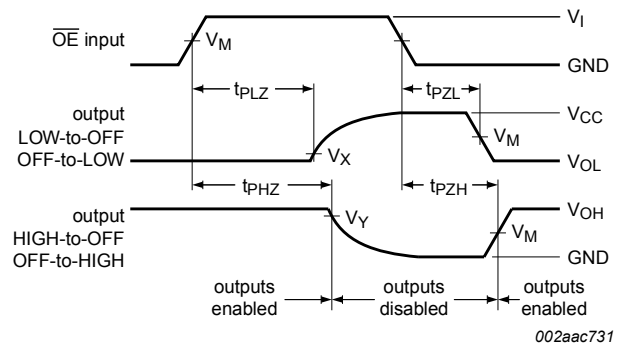 V_I
OE input
V_M
GND
t_PLZ
t_PZL
output
LOW-to-OFF
OFF-to-LOW
V_CC
V_M
V_X
V_OL
t_PHZ
t_PZH
output
HIGH-to-OFF
OFF-to-HIGH
V_OH
V_Y
V_M
GND
outputs
enabled
outputs
disabled
outputs
enabled
002aac731